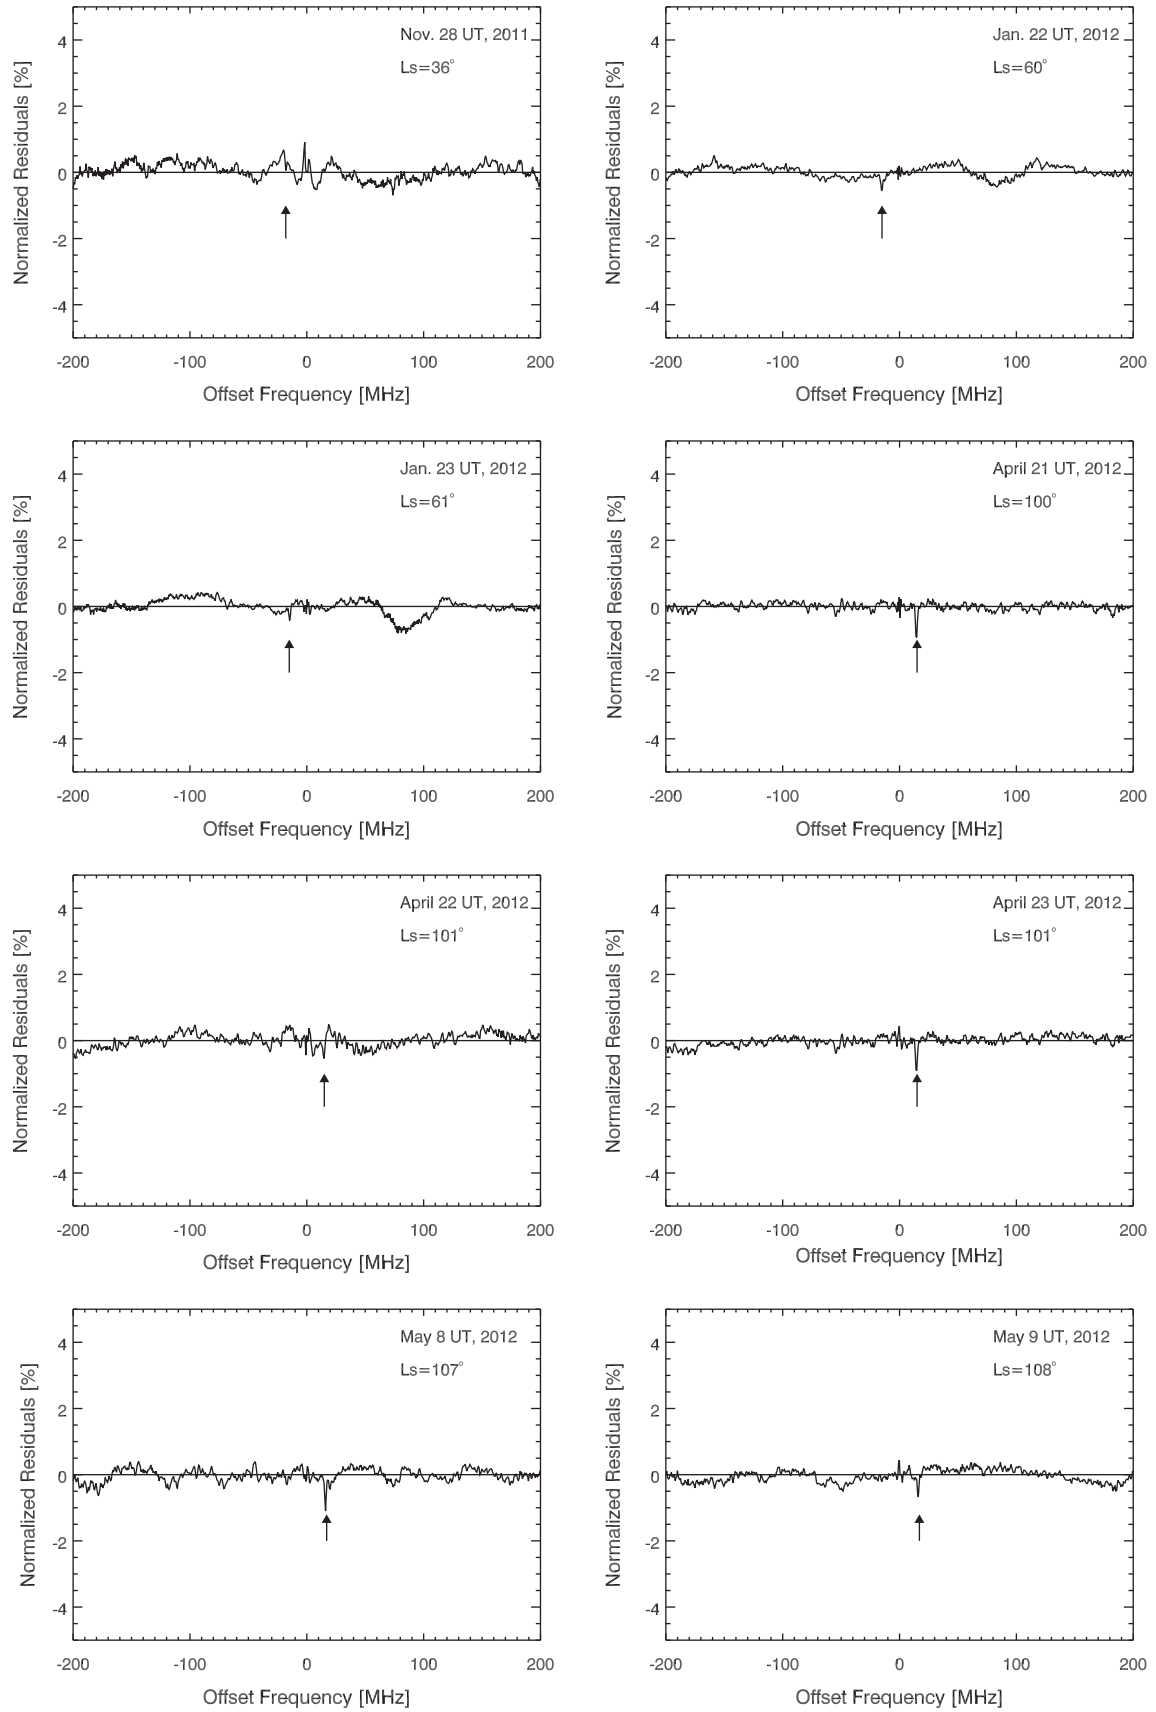 Nov. 28 UT, 2011
Ls=36°
Normalized Residuals [%]
4
2
0
-2
-4
-200 -100 0 100 200
Offset Frequency [MHz]
Jan. 22 UT, 2012
Ls=60°
Normalized Residuals [%]
4
2
0
-2
-4
-200 -100 0 100 200
Offset Frequency [MHz]
Jan. 23 UT, 2012
Ls=61°
Normalized Residuals [%]
4
2
0
-2
-4
-200 -100 0 100 200
Offset Frequency [MHz]
April 21 UT, 2012
Ls=100°
Normalized Residuals [%]
4
2
0
-2
-4
-200 -100 0 100 200
Offset Frequency [MHz]
April 22 UT, 2012
Ls=101°
Normalized Residuals [%]
4
2
0
-2
-4
-200 -100 0 100 200
Offset Frequency [MHz]
April 23 UT, 2012
Ls=101°
Normalized Residuals [%]
4
2
0
-2
-4
-200 -100 0 100 200
Offset Frequency [MHz]
May 8 UT, 2012
Ls=107°
Normalized Residuals [%]
4
2
0
-2
-4
-200 -100 0 100 200
Offset Frequency [MHz]
May 9 UT, 2012
Ls=108°
Normalized Residuals [%]
4
2
0
-2
-4
-200 -100 0 100 200
Offset Frequency [MHz]